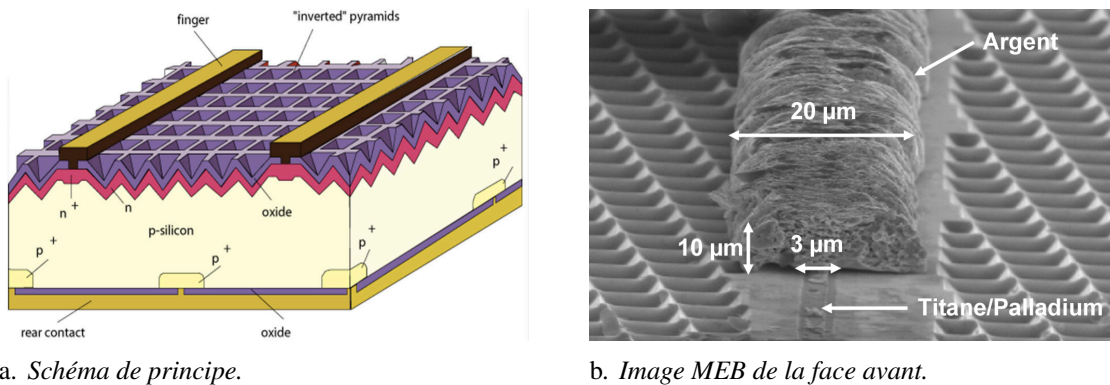 finger
"inverted" pyramids
p +
n +
n
oxide
p-silicon
p +
p +
p +
rear contact
oxide
Argent
20 µm
10 µm
3 µm
Titane/Palladium
a. Schéma de principe.
b. Image MEB de la face avant.